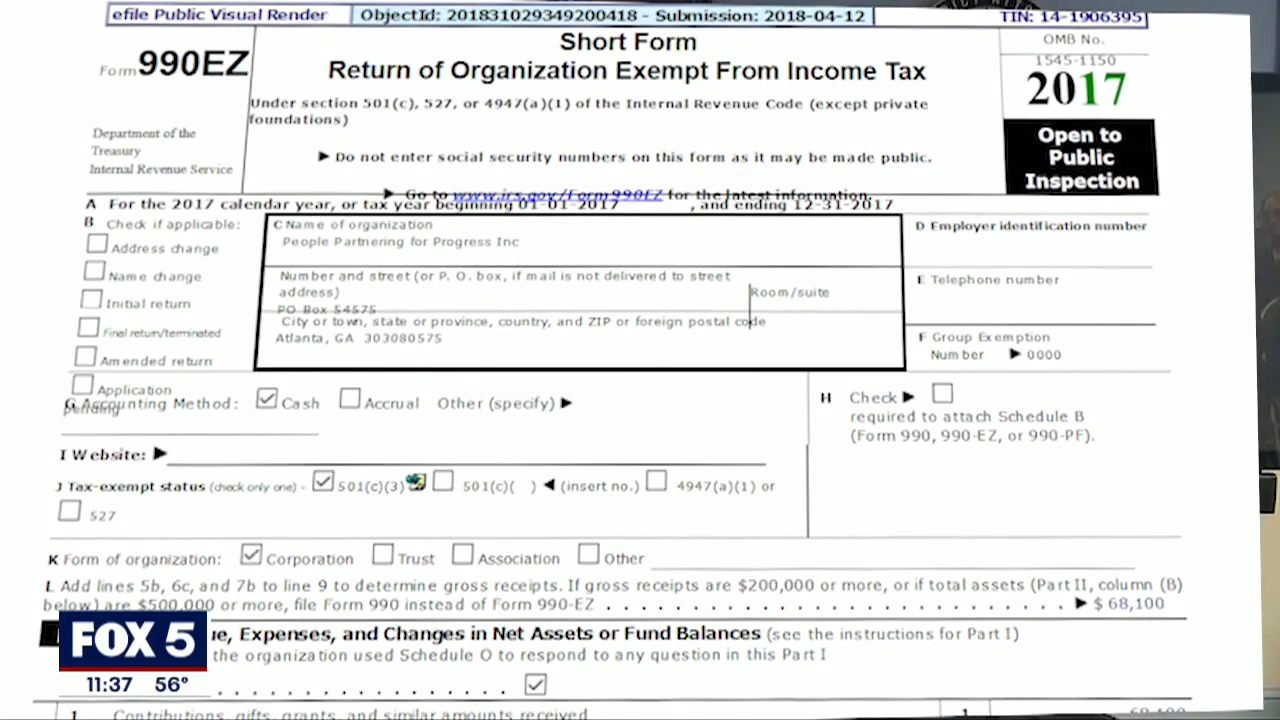 efile Public Visual Render ObjectId: 201831029349200418 - Submission: 2018-04-12 TIN: 14-1906395
Form 990EZ
Short Form
Return of Organization Exempt From Income Tax
Under section 501(c), 527, or 4947(a)(1) of the Internal Revenue Code (except private
foundations)
▶ Do not enter social security numbers on this form as it may be made public.
▶ Go to www.irs.gov/Form990EZ for the latest information.
Department of the
Treasury
Internal Revenue Service
OMB No.
1545-1150
2017
Open to
Public
Inspection
A For the 2017 calendar year, or tax year beginning 01-01-2017 , and ending 12-31-2017
B Check if applicable:
Address change
Name change
Initial return
Final return/terminated
Amended return
Application
pending
C Name of organization
People Partnering for Progress Inc
Number and street (or P. O. box, if mail is not delivered to street
address)
Room/suite
PO Box 54575
City or town, state or province, country, and ZIP or foreign postal code
Atlanta, GA 303080575
D Employer identification number
E Telephone number
F Group Exemption
Number ▶ 0000
G Accounting Method: Cash Accrual Other (specify) ▶
H Check ▶
required to attach Schedule B
(Form 990, 990-EZ, or 990-PF).
I Website: ▶
J Tax-exempt status (check only one) - 501(c)(3) 501(c)( ) ◀ (insert no.) 4947(a)(1) or
527
K Form of organization: Corporation Trust Association Other
L Add lines 5b, 6c, and 7b to line 9 to determine gross receipts. If gross receipts are $200,000 or more, or if total assets (Part II, column (B)
below) are $500,000 or more, file Form 990 instead of Form 990-EZ . . . . . . . . . . . . . . . . . . . . . . . . . . . . ▶ $ 68,100
e, Expenses, and Changes in Net Assets or Fund Balances (see the instructions for Part I)
the organization used Schedule O to respond to any question in this Part I
. . . . . . . . . . . . . . . .
1 Contributions, gifts, grants, and similar amounts received 1 68,100
FOX 5
11:37 56°